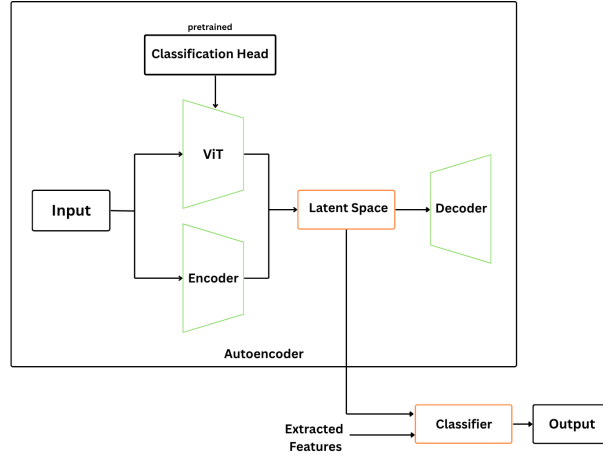 pretrained
Classification Head
ViT
Input
Latent Space
Decoder
Encoder
Autoencoder
Classifier
Output
Extracted
Features